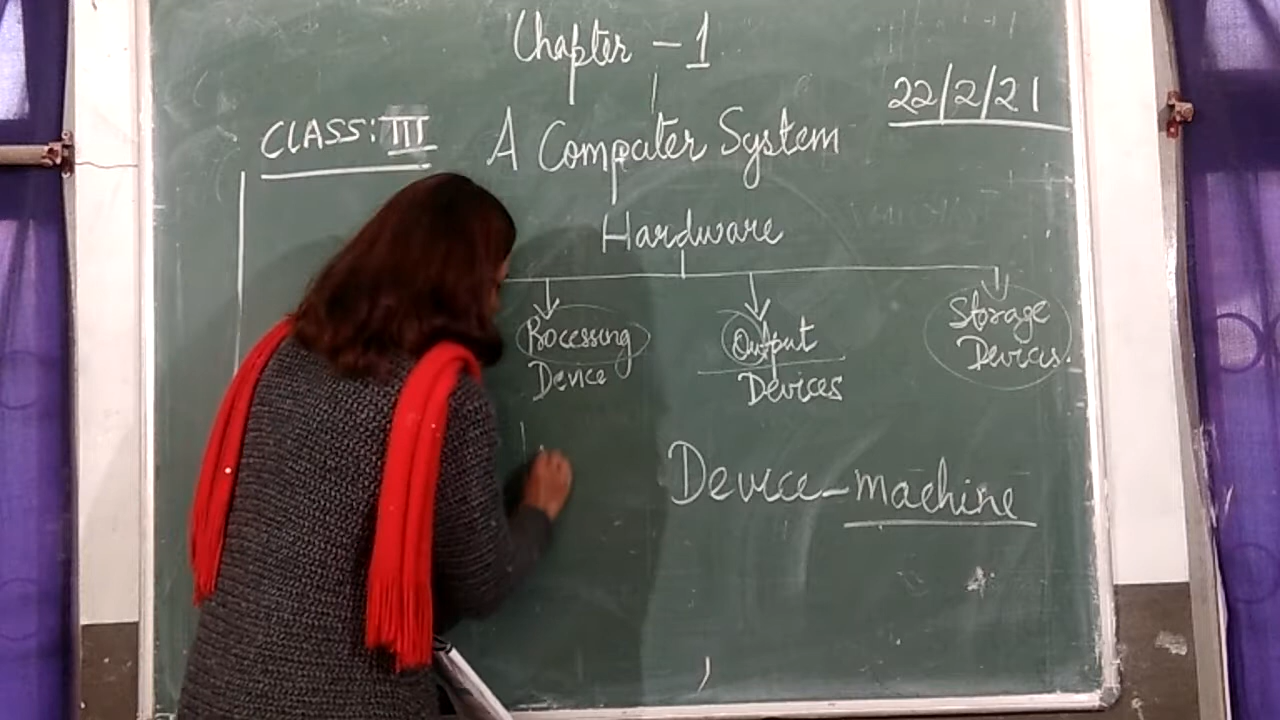 Chapter - 1
22/2/21
CLASS: III
A Computer System
Hardware
Processing
Device
Output
Devices
Storage
Devices.
Device - machine